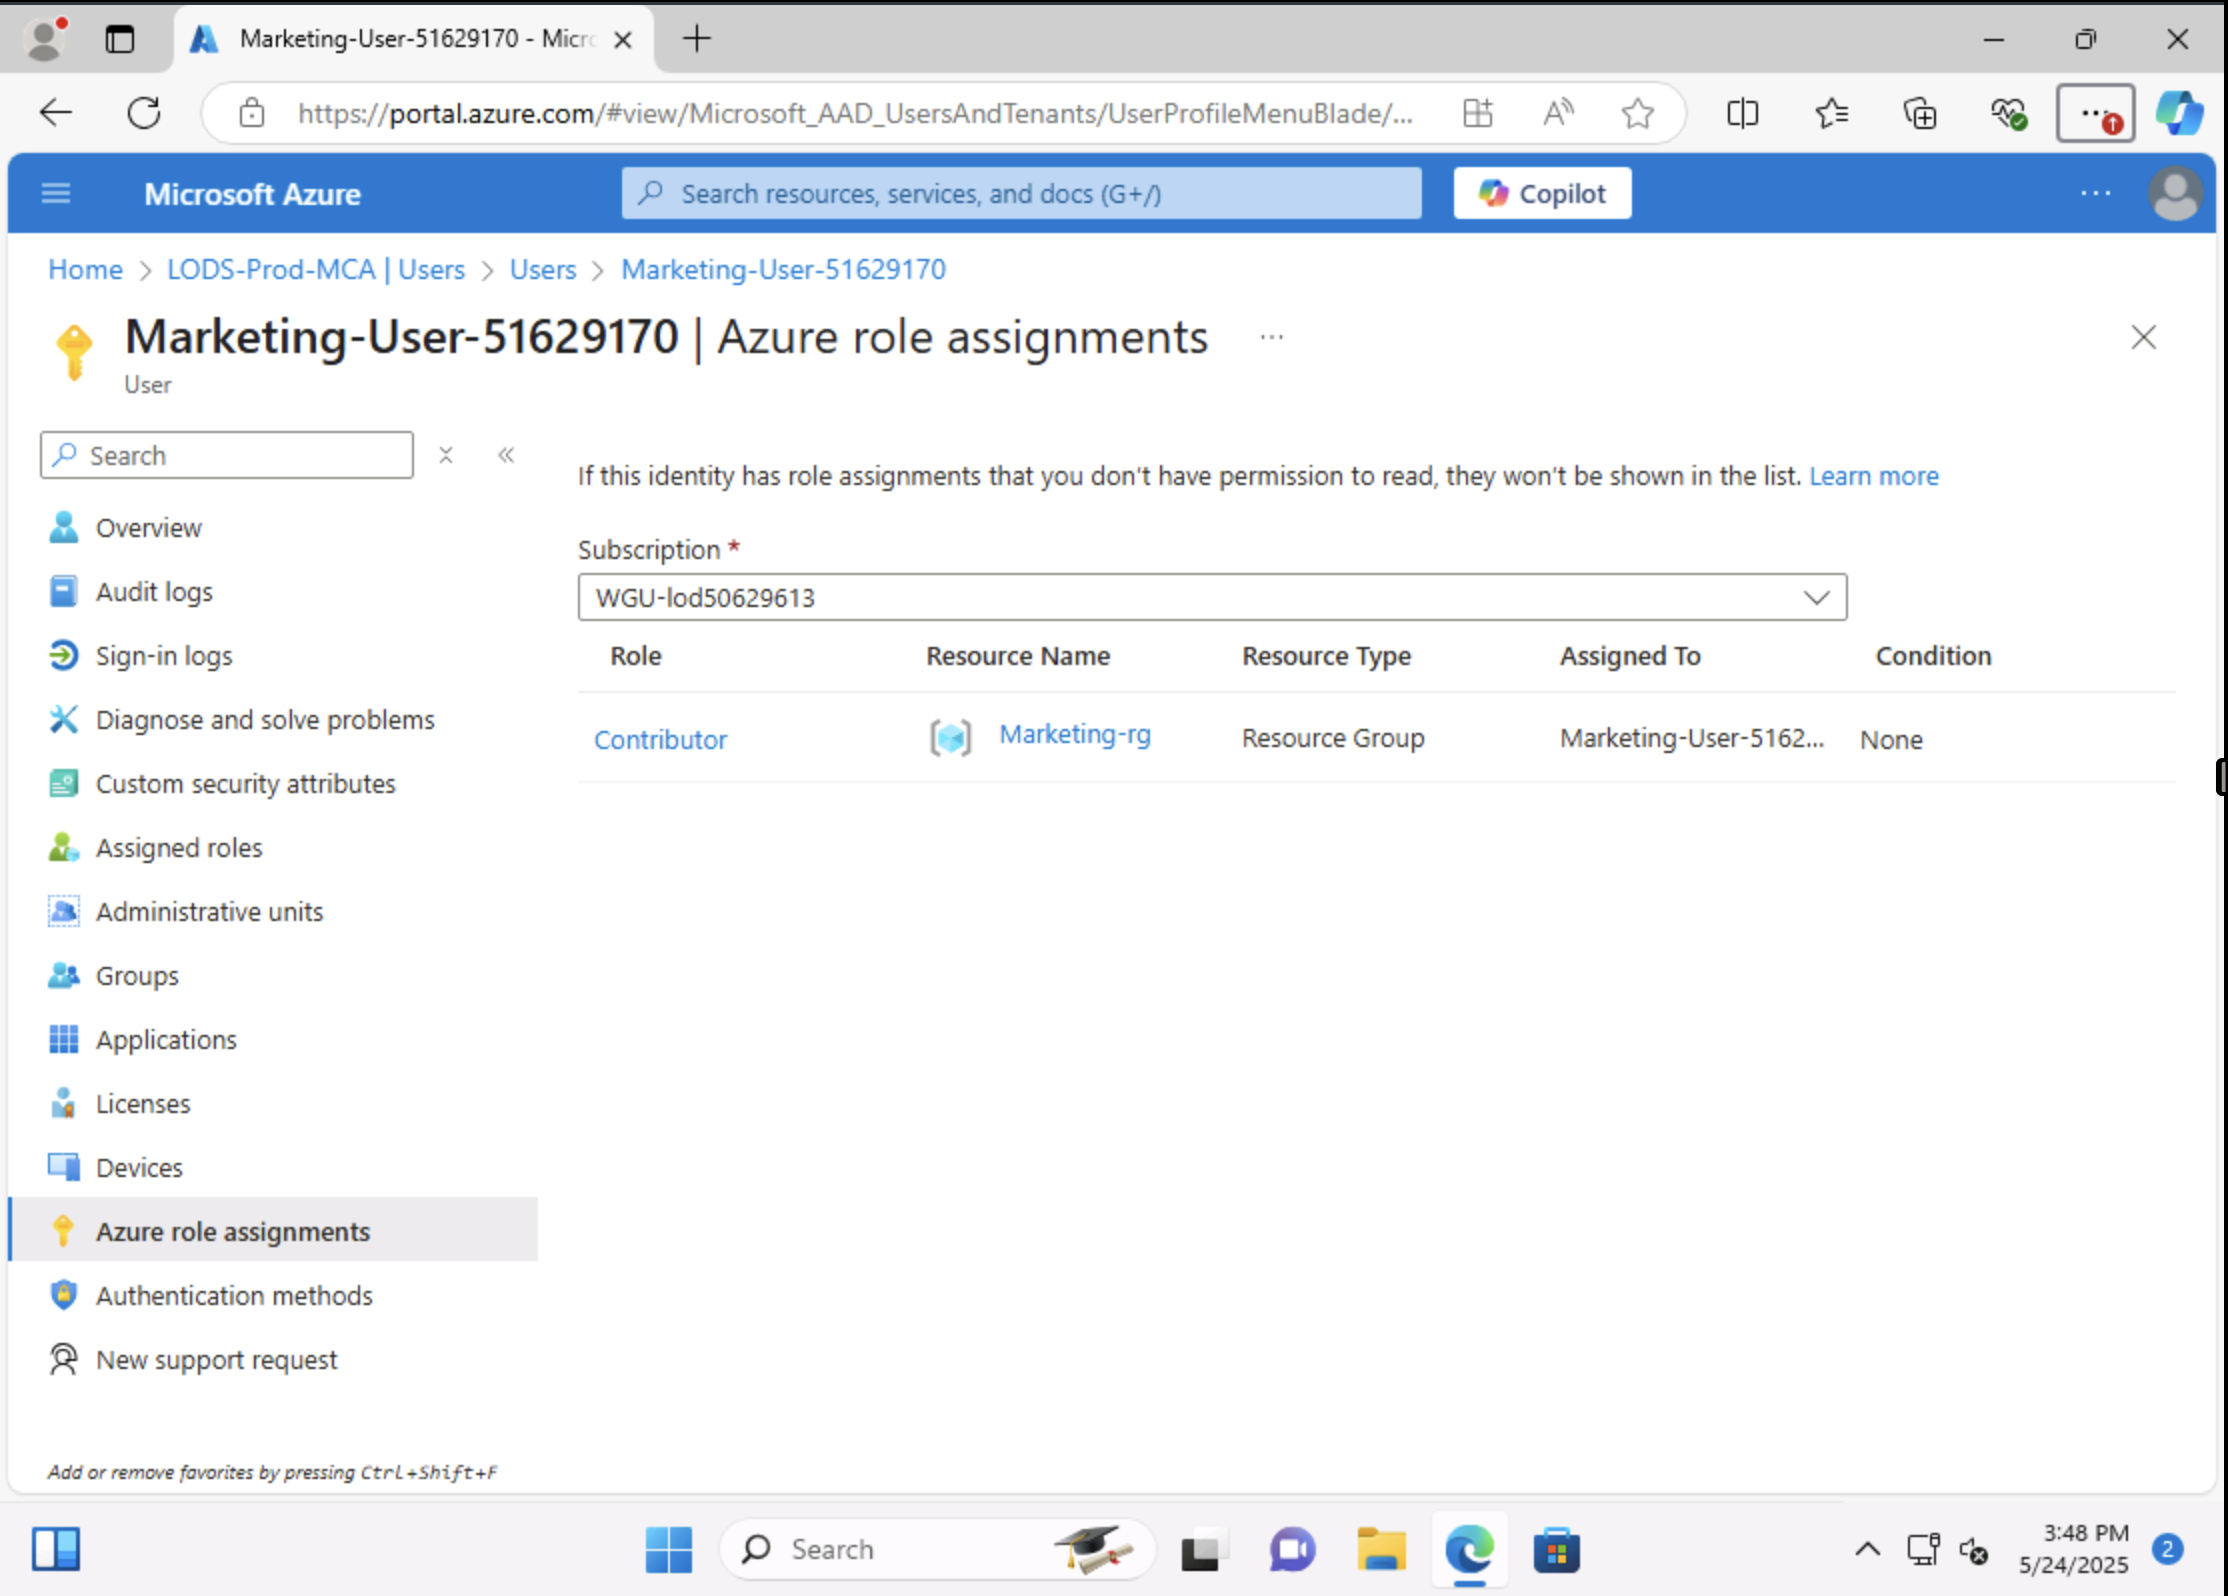 Marketing-User-51629170 - Micr
https://portal.azure.com/#view/Microsoft_AAD_UsersAndTenants/UserProfileMenuBlade/...
Microsoft Azure
Search resources, services, and docs (G+/)
Copilot
Home > LODS-Prod-MCA | Users > Users > Marketing-User-51629170
Marketing-User-51629170 | Azure role assignments
User
Search
Overview
Audit logs
Sign-in logs
Diagnose and solve problems
Custom security attributes
Assigned roles
Administrative units
Groups
Applications
Licenses
Devices
Azure role assignments
Authentication methods
New support request
Add or remove favorites by pressing Ctrl+Shift+F
If this identity has role assignments that you don't have permission to read, they won't be shown in the list. Learn more
Subscription *
WGU-lod50629613
Role Resource Name Resource Type Assigned To Condition
Contributor Marketing-rg Resource Group Marketing-User-5162... None
Search
3:48 PM
5/24/2025
2